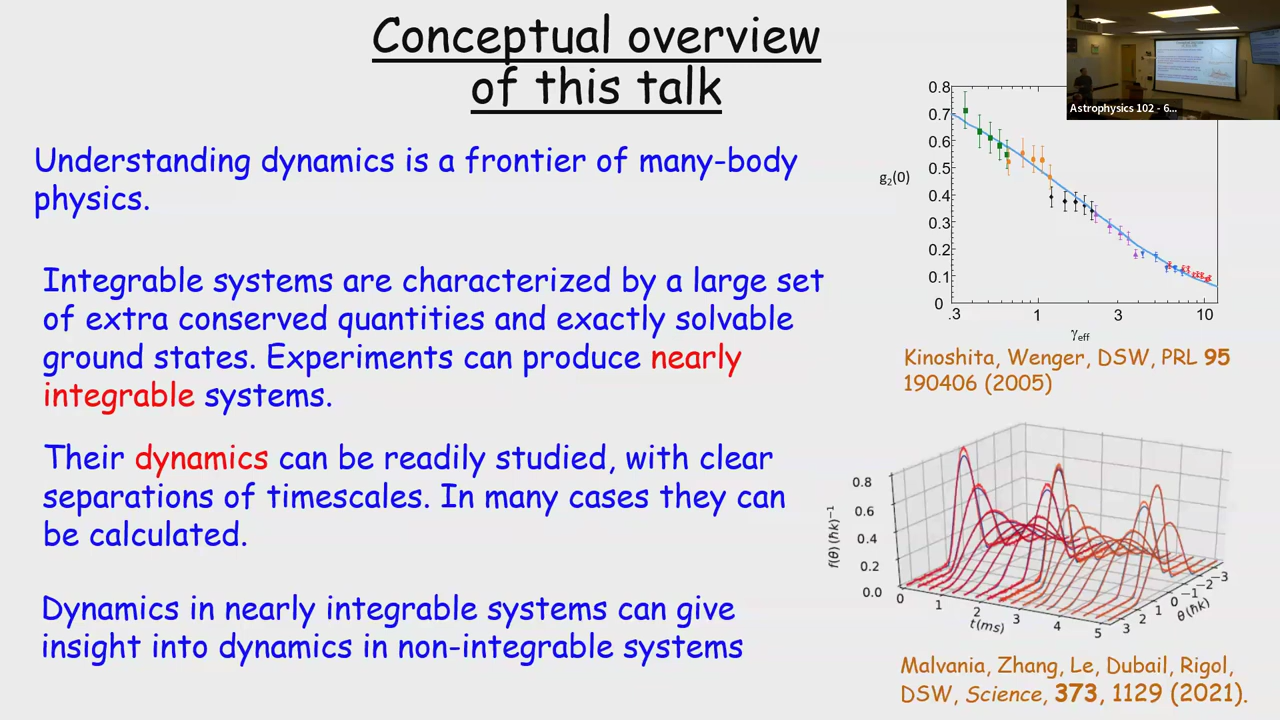 Conceptual overview
of this talk
Astrophysics 102 - 6...
Understanding dynamics is a frontier of many-body
physics.
Integrable systems are characterized by a large set
of extra conserved quantities and exactly solvable
ground states. Experiments can produce nearly
integrable systems.
Their dynamics can be readily studied, with clear
separations of timescales. In many cases they can
be calculated.
Dynamics in nearly integrable systems can give
insight into dynamics in non-integrable systems
0.8
0.7
0.6
0.5
0.4
0.3
0.2
0.1
0
g₂(0)
.3 1 3 10
γeff
Kinoshita, Wenger, DSW, PRL 95
190406 (2005)
0.8
0.6
0.4
0.2
0.0
f(θ) (ħk)⁻¹
0 1 2 3 4 5
t(ms)
3 2 1 0 −1 −2 −3
θ(ħk)
Malvania, Zhang, Le, Dubail, Rigol,
DSW, Science, 373, 1129 (2021).